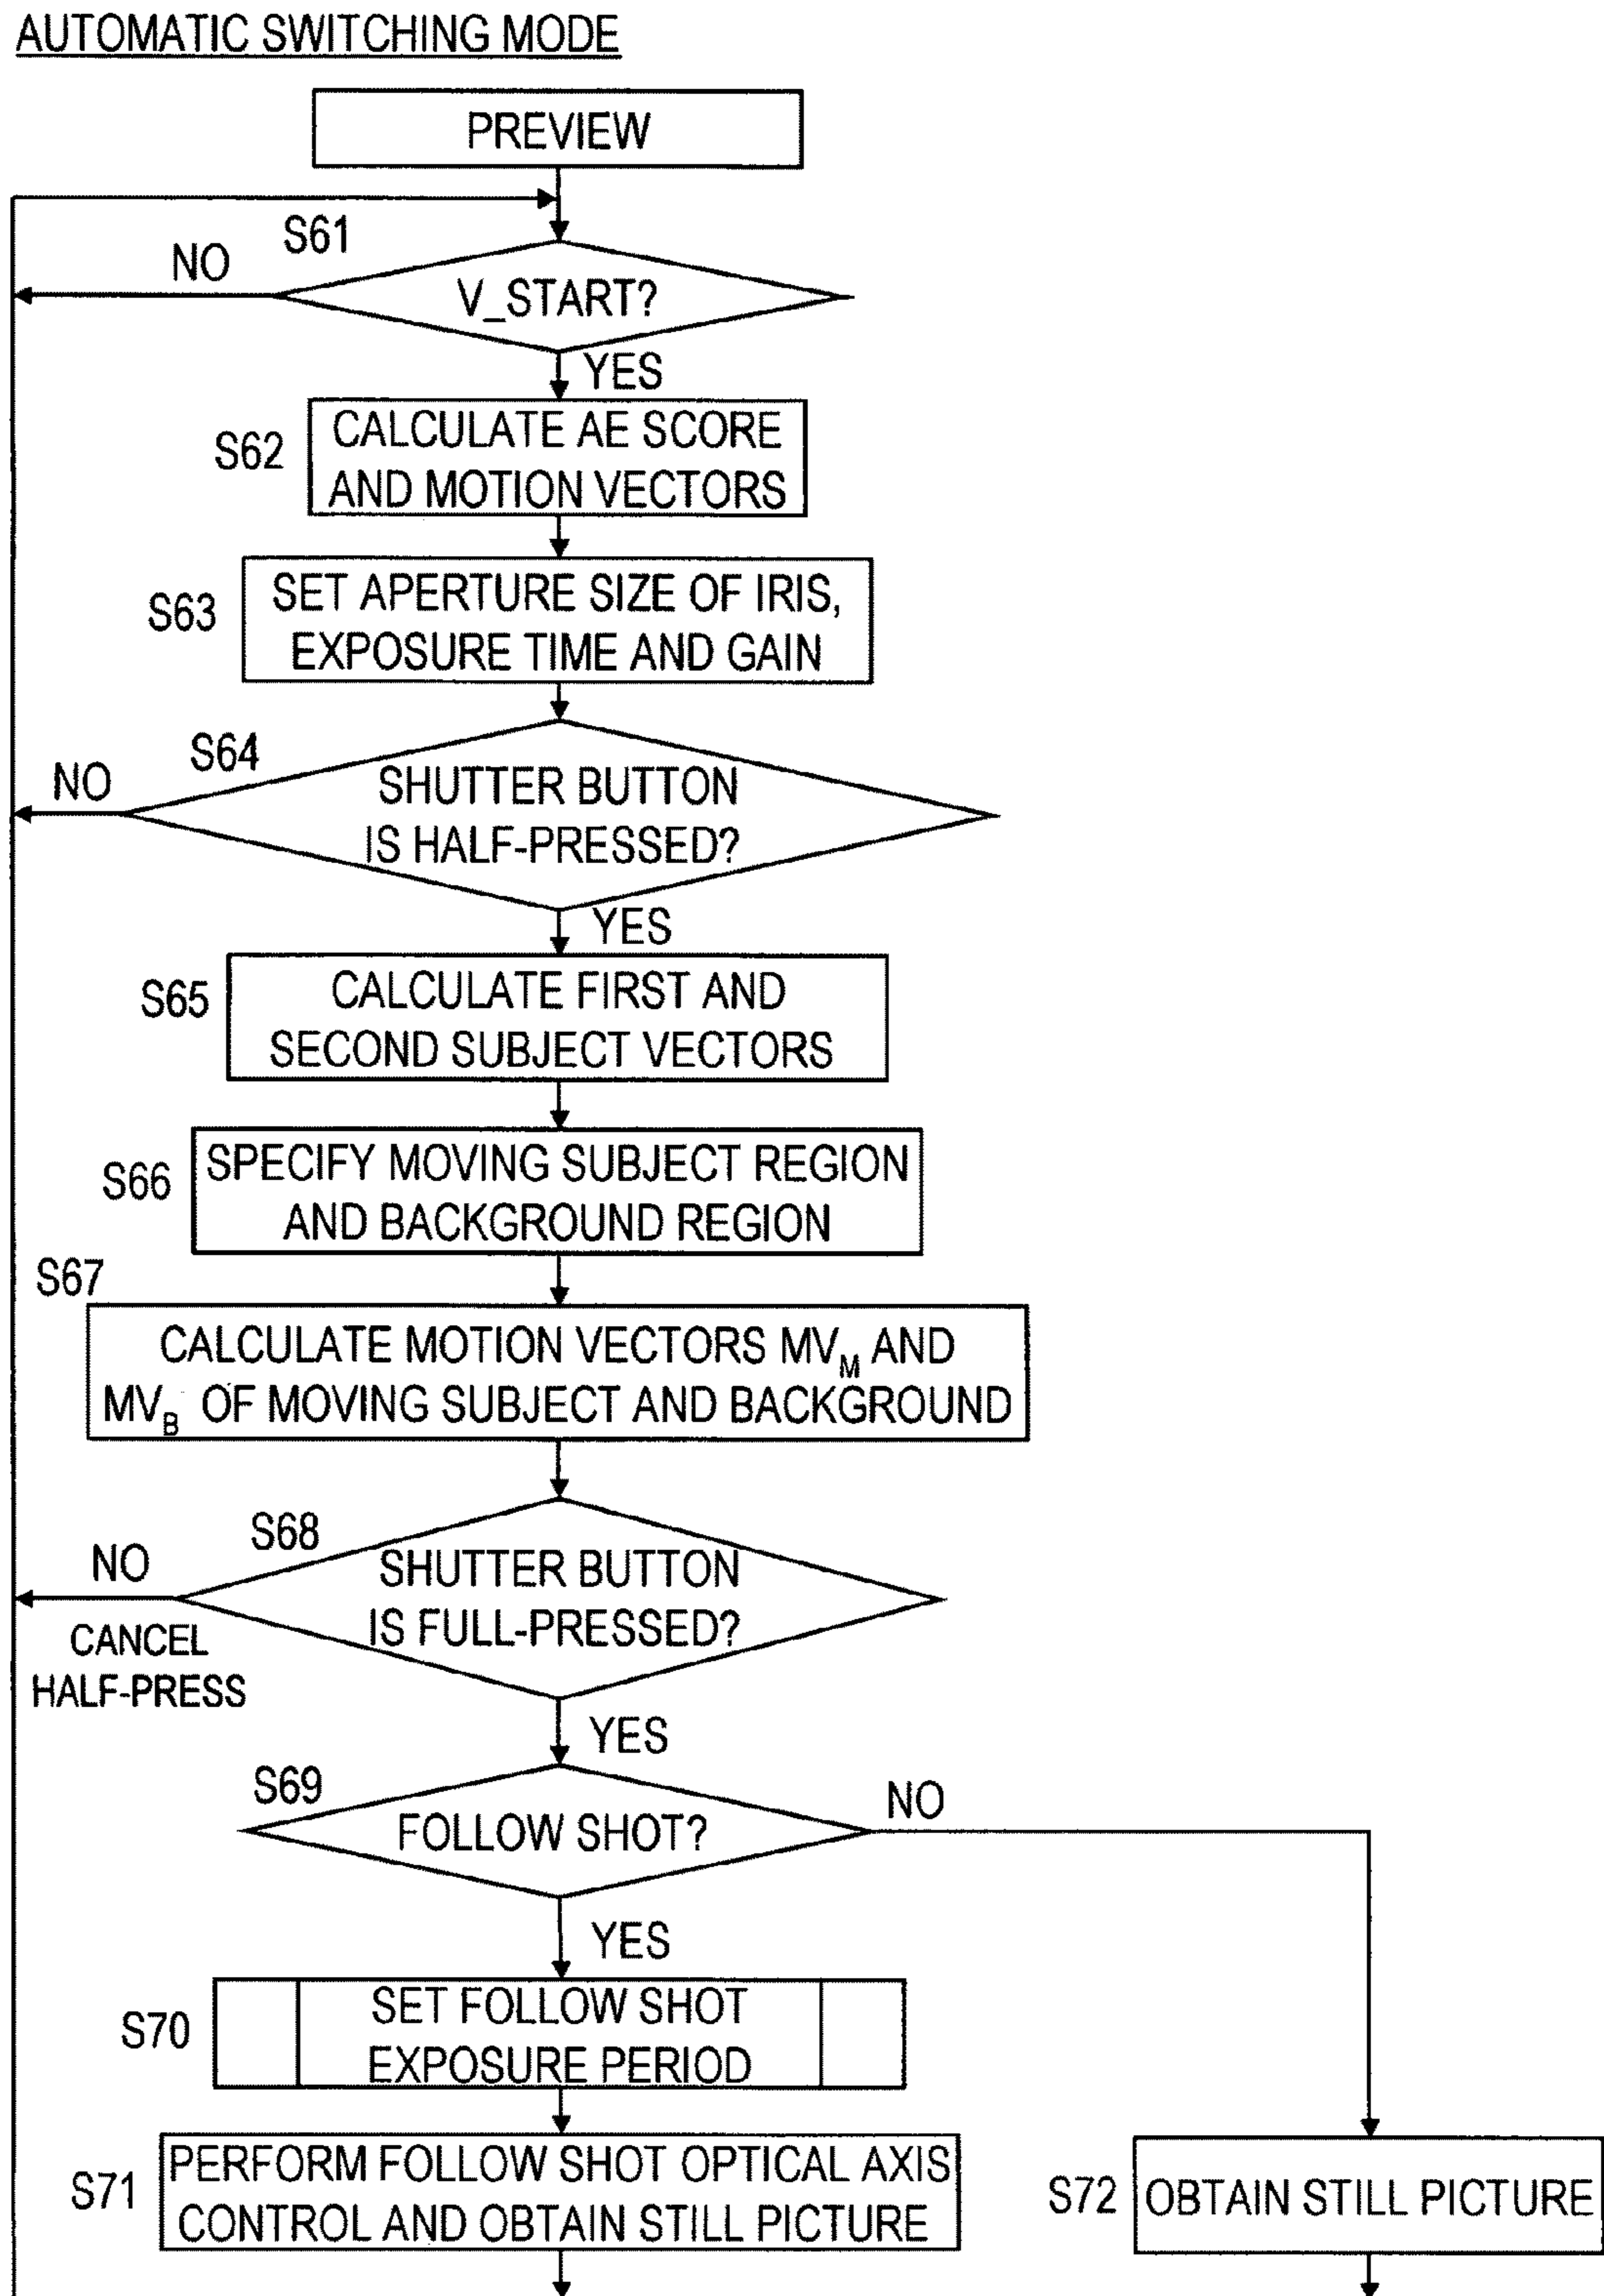 AUTOMATIC SWITCHING MODE
PREVIEW
S61
NO
V_START?
YES
S62
CALCULATE AE SCORE
AND MOTION VECTORS
S63
SET APERTURE SIZE OF IRIS,
EXPOSURE TIME AND GAIN
S64
NO
SHUTTER BUTTON
IS HALF-PRESSED?
YES
S65
CALCULATE FIRST AND
SECOND SUBJECT VECTORS
S66
SPECIFY MOVING SUBJECT REGION
AND BACKGROUND REGION
S67
CALCULATE MOTION VECTORS MV_M AND
MV_B OF MOVING SUBJECT AND BACKGROUND
S68
NO
SHUTTER BUTTON
IS FULL-PRESSED?
CANCEL
HALF-PRESS
YES
S69
NO
FOLLOW SHOT?
YES
S70
SET FOLLOW SHOT
EXPOSURE PERIOD
S71
PERFORM FOLLOW SHOT OPTICAL AXIS
CONTROL AND OBTAIN STILL PICTURE
S72
OBTAIN STILL PICTURE